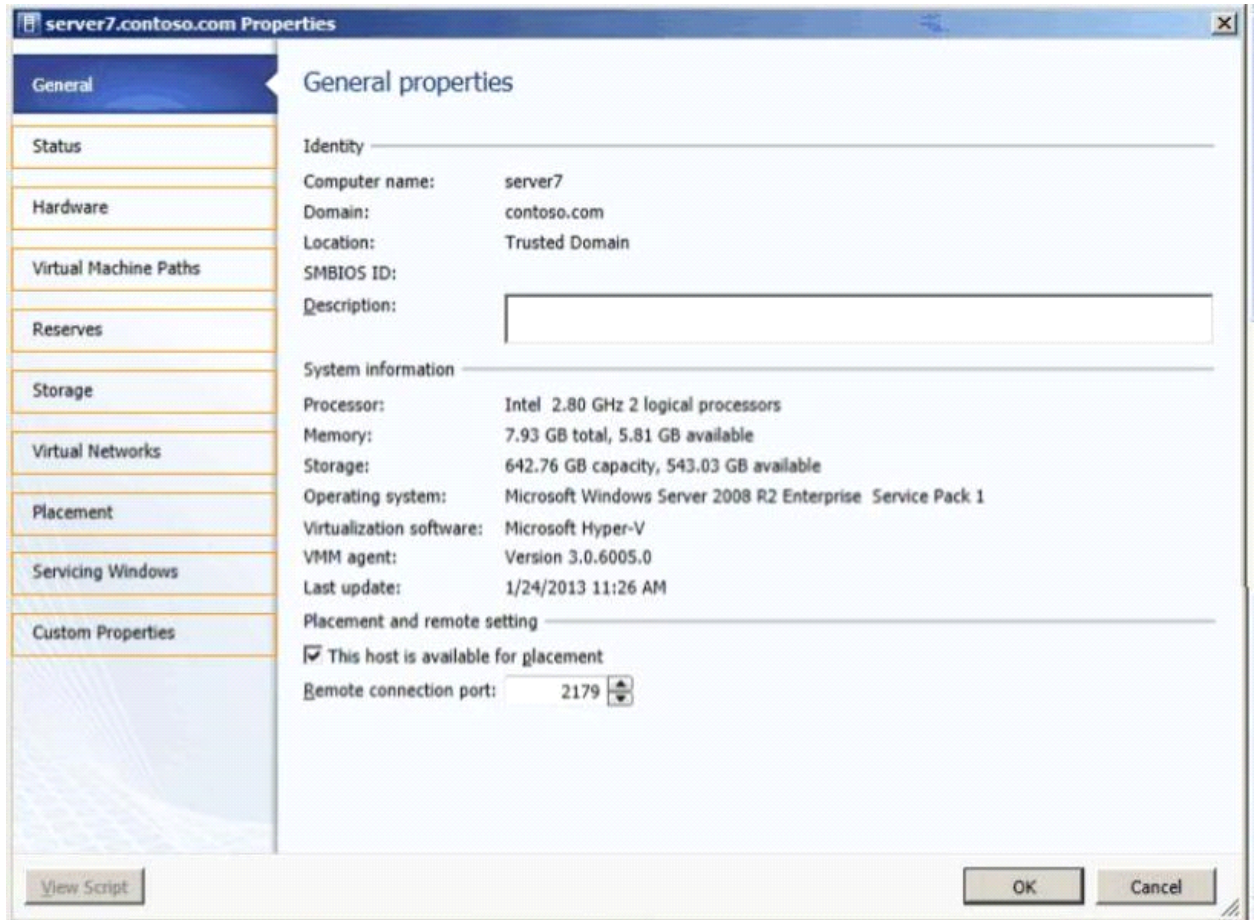 server7.contoso.com Properties
General
Status
Hardware
Virtual Machine Paths
Reserves
Storage
Virtual Networks
Placement
Servicing Windows
Custom Properties
General properties
Identity
Computer name: server7
Domain: contoso.com
Location: Trusted Domain
SMBIOS ID:
Description:
System information
Processor: Intel 2.80 GHz 2 logical processors
Memory: 7.93 GB total, 5.81 GB available
Storage: 642.76 GB capacity, 543.03 GB available
Operating system: Microsoft Windows Server 2008 R2 Enterprise Service Pack 1
Virtualization software: Microsoft Hyper-V
VMM agent: Version 3.0.6005.0
Last update: 1/24/2013 11:26 AM
Placement and remote setting
This host is available for placement
Remote connection port: 2179
View Script
OK
Cancel